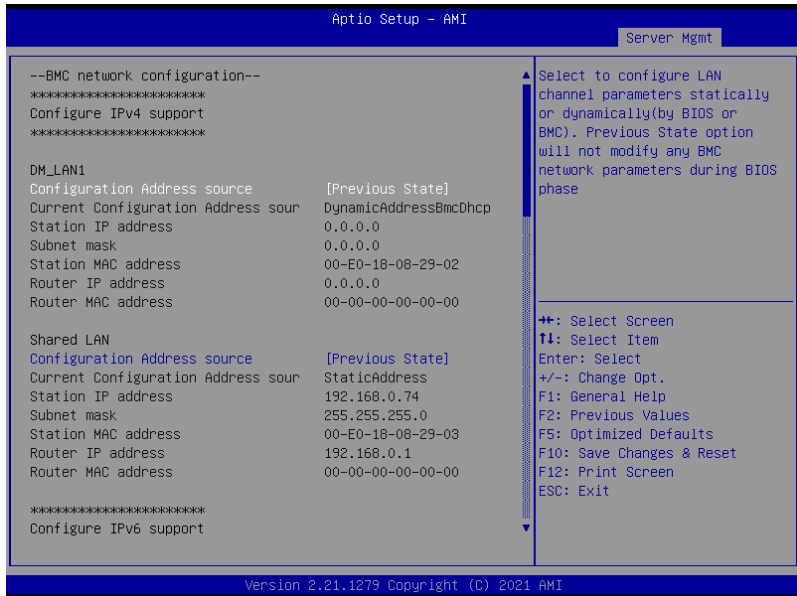 Aptio Setup – AMI
Server Mgmt
--BMC network configuration--
************************
Configure IPv4 support
************************
DM_LAN1
Configuration Address source [Previous State]
Current Configuration Address sour DynamicAddressBmcDhcp
Station IP address 0.0.0.0
Subnet mask 0.0.0.0
Station MAC address 00-E0-18-08-29-02
Router IP address 0.0.0.0
Router MAC address 00-00-00-00-00-00
Shared LAN
Configuration Address source [Previous State]
Current Configuration Address sour StaticAddress
Station IP address 192.168.0.74
Subnet mask 255.255.255.0
Station MAC address 00-E0-18-08-29-03
Router IP address 192.168.0.1
Router MAC address 00-00-00-00-00-00
************************
Configure IPv6 support
Select to configure LAN
channel parameters statically
or dynamically(by BIOS or
BMC). Previous State option
will not modify any BMC
network parameters during BIOS
phase
→←: Select Screen
↑↓: Select Item
Enter: Select
+/-: Change Opt.
F1: General Help
F2: Previous Values
F5: Optimized Defaults
F10: Save Changes & Reset
F12: Print Screen
ESC: Exit
Version 2.21.1279 Copyright (C) 2021 AMI